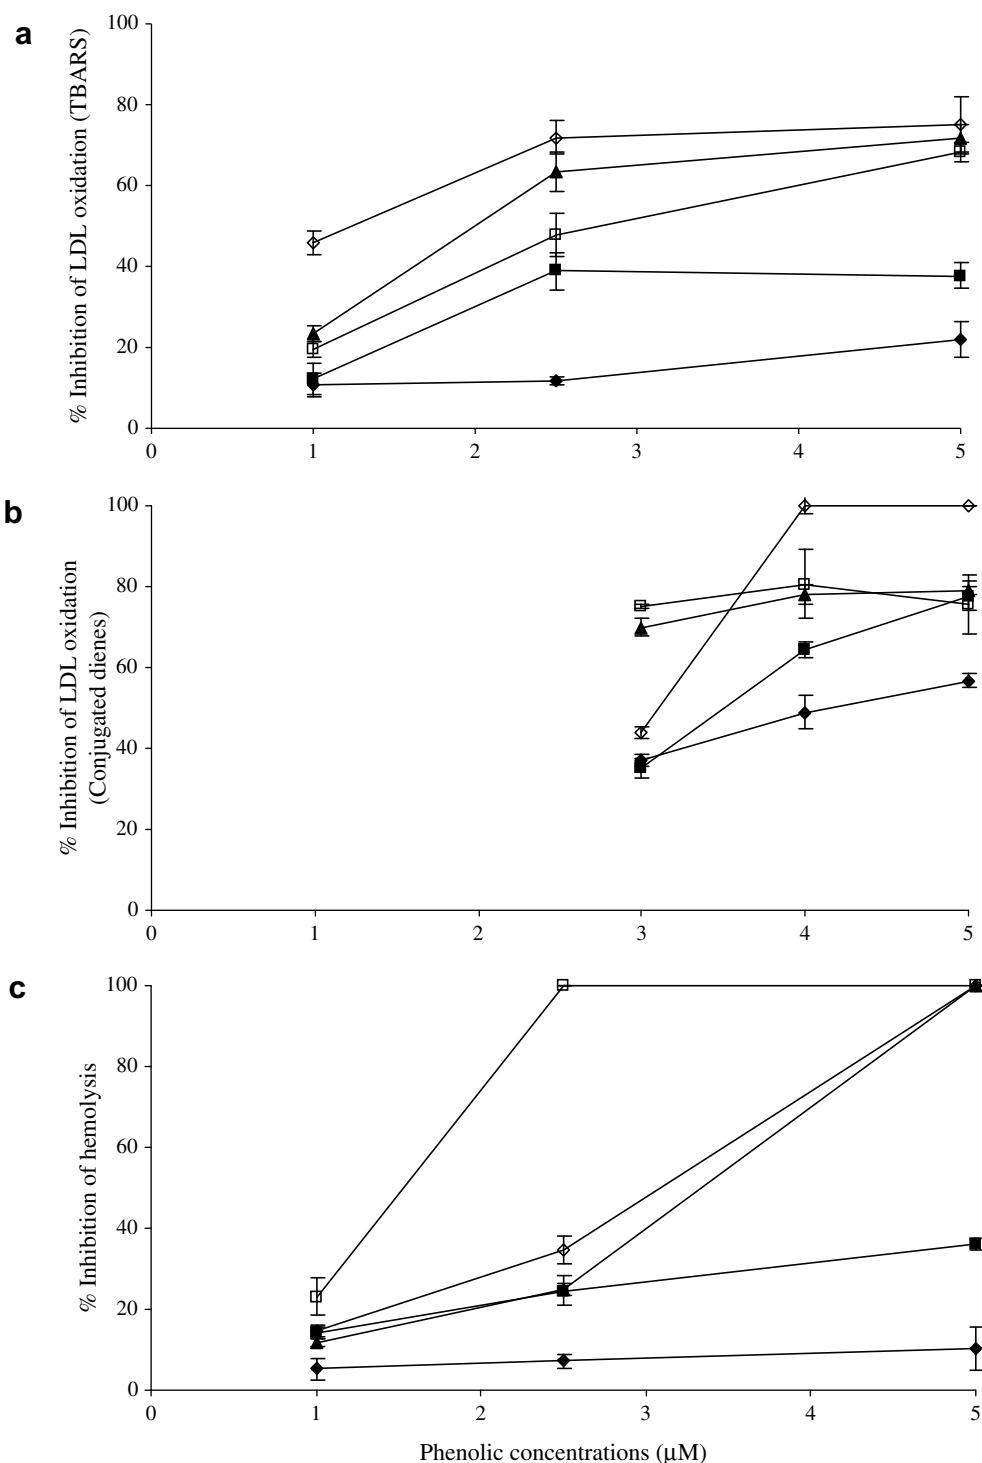 a
% Inhibition of LDL oxidation (TBARS)
100
80
60
40
20
0
0 1 2 3 4 5
b
% Inhibition of LDL oxidation
(Conjugated dienes)
100
80
60
40
20
0
0 1 2 3 4 5
c
% Inhibition of hemolysis
100
80
60
40
20
0
0 1 2 3 4 5
Phenolic concentrations (μM)